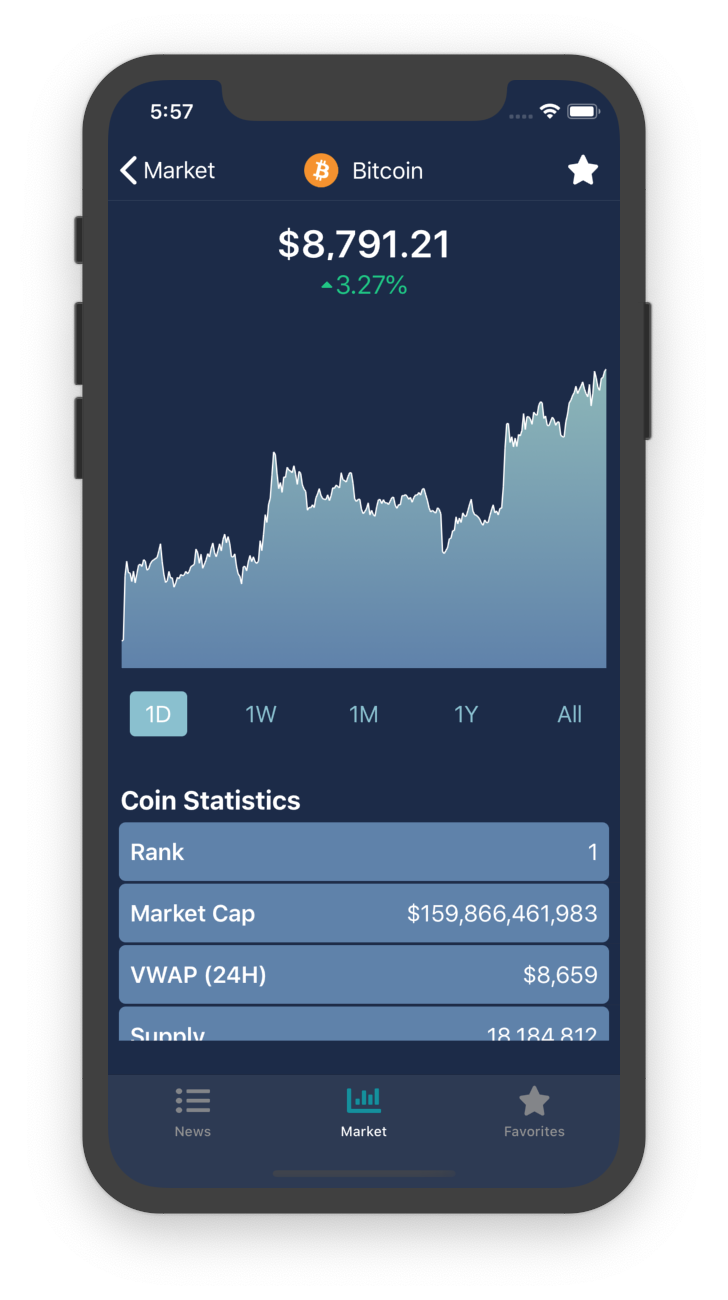 5:57
Market Bitcoin
$8,791.21
3.27%
1D 1W 1M 1Y All
Coin Statistics
Rank 1
Market Cap $159,866,461,983
VWAP (24H) $8,659
Supply 18,184,812
News Market Favorites